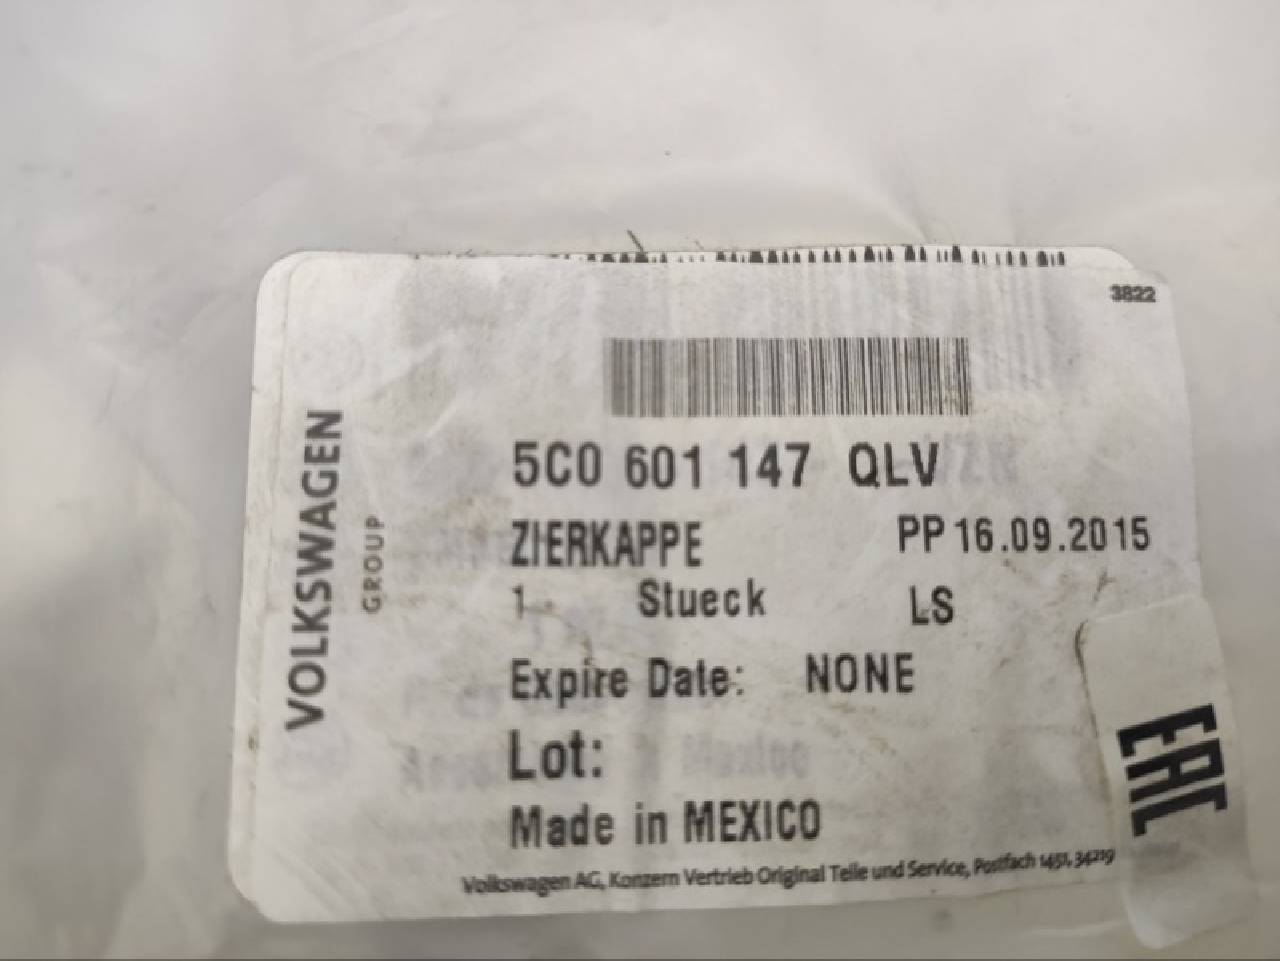 3822
VOLKSWAGEN
GROUP
5C0 601 147 QLV
ZIERKAPPE PP 16.09.2015
1 Stueck LS
Expire Date: NONE
Lot:
Made in MEXICO
Volkswagen AG, Konzern Vertrieb Original Teile und Service, Postfach 1451, 34219
EAC